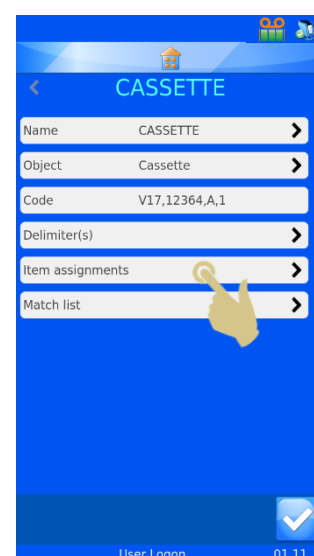 CASSETTE
Name CASSETTE
Object Cassette
Code V17,12364,A,1
Delimiter(s)
Item assignments
Match list
User Logon 01.11